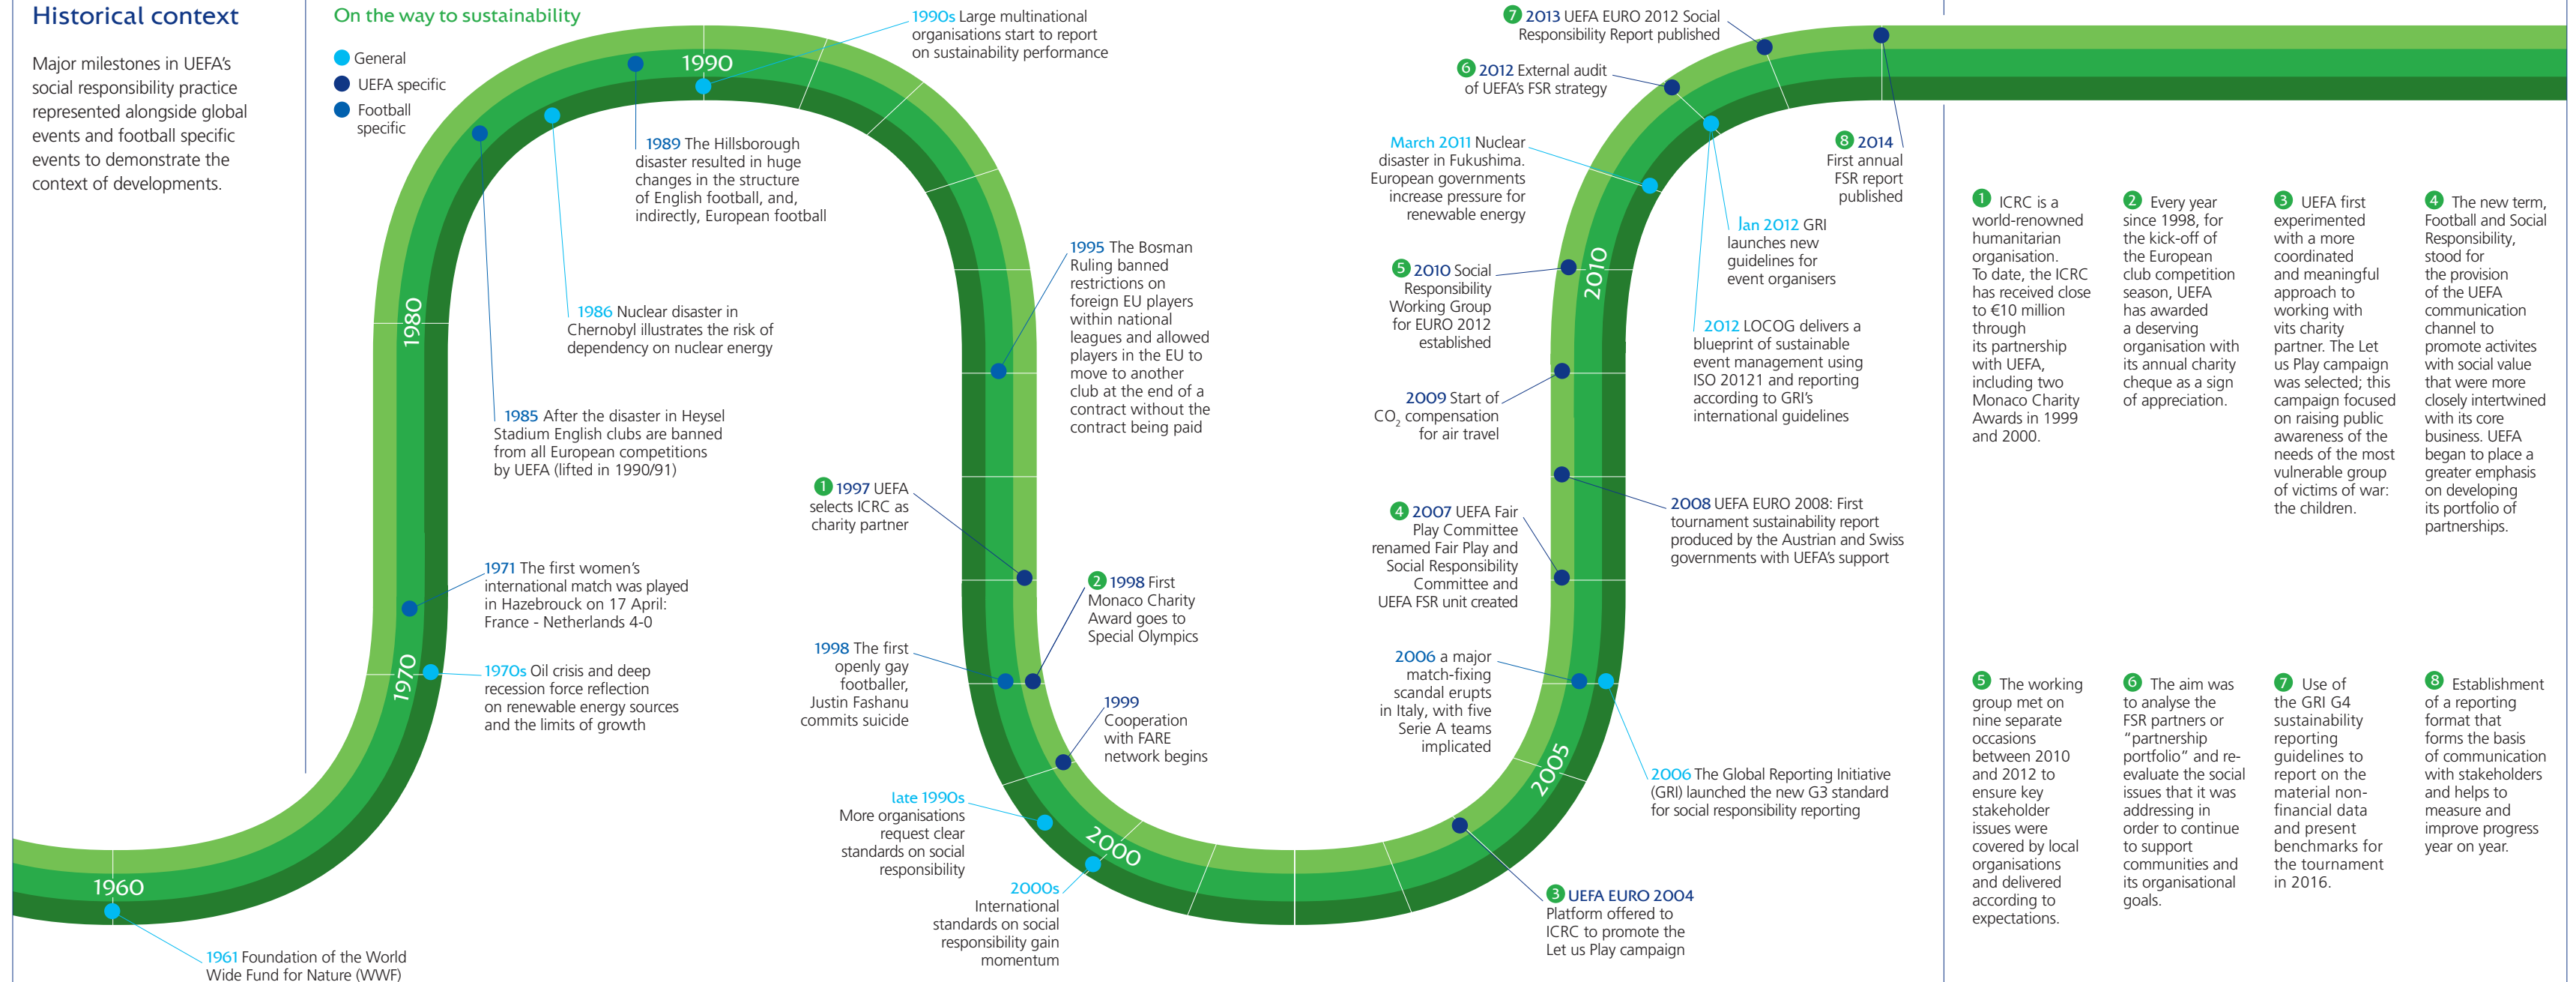 Historical context
Major milestones in UEFA's
social responsibility practice
represented alongside global
events and football specific
events to demonstrate the
context of developments.
On the way to sustainability
General
UEFA specific
Football
specific
1960
1961 Foundation of the World
Wide Fund for Nature (WWF)
1970
1970s Oil crisis and deep
recession force reflection
on renewable energy sources
and the limits of growth
1971 The first women's
international match was played
in Hazebrouck on 17 April:
France - Netherlands 4-0
1980
1985 After the disaster in Heysel
Stadium English clubs are banned
from all European competitions
by UEFA (lifted in 1990/91)
1986 Nuclear disaster in
Chernobyl illustrates the risk of
dependency on nuclear energy
1989 The Hillsborough
disaster resulted in huge
changes in the structure
of English football, and,
indirectly, European football
1990
1990s Large multinational
organisations start to report
on sustainability performance
1995 The Bosman
Ruling banned
restrictions on
foreign EU players
within national
leagues and allowed
players in the EU to
move to another
club at the end of a
contract without the
contract being paid
1 1997 UEFA
selects ICRC as
charity partner
2 1998 First
Monaco Charity
Award goes to
Special Olympics
1998 The first
openly gay
footballer,
Justin Fashanu
commits suicide
1999
Cooperation
with FARE
network begins
late 1990s
More organisations
request clear
standards on social
responsibility
2000
2000s
International
standards on social
responsibility gain
momentum
3 UEFA EURO 2004
Platform offered to
ICRC to promote the
Let us Play campaign
2005
2006 a major
match-fixing
scandal erupts
in Italy, with five
Serie A teams
implicated
2006 The Global Reporting Initiative
(GRI) launched the new G3 standard
for social responsibility reporting
4 2007 UEFA Fair
Play Committee
renamed Fair Play and
Social Responsibility
Committee and
UEFA FSR unit created
2008 UEFA EURO 2008: First
tournament sustainability report
produced by the Austrian and Swiss
governments with UEFA's support
2009 Start of
CO2 compensation
for air travel
2010
5 2010 Social
Responsibility
Working Group
for EURO 2012
established
March 2011 Nuclear
disaster in Fukushima.
European governments
increase pressure for
renewable energy
Jan 2012 GRI
launches new
guidelines for
event organisers
2012 LOCOG delivers a
blueprint of sustainable
event management using
ISO 20121 and reporting
according to GRI's
international guidelines
6 2012 External audit
of UEFA's FSR strategy
7 2013 UEFA EURO 2012 Social
Responsibility Report published
8 2014
First annual
FSR report
published
1 ICRC is a
world-renowned
humanitarian
organisation.
To date, the ICRC
has received close
to €10 million
through
its partnership
with UEFA,
including two
Monaco Charity
Awards in 1999
and 2000.
2 Every year
since 1998, for
the kick-off of
the European
club competition
season, UEFA
has awarded
a deserving
organisation with
its annual charity
cheque as a sign
of appreciation.
3 UEFA first
experimented
with a more
coordinated
and meaningful
approach to
working with
vits charity
partner. The Let
us Play campaign
was selected; this
campaign focused
on raising public
awareness of the
needs of the most
vulnerable group
of victims of war:
the children.
4 The new term,
Football and Social
Responsibility,
stood for
the provision
of the UEFA
communication
channel to
promote activites
with social value
that were more
closely intertwined
with its core
business. UEFA
began to place a
greater emphasis
on developing
its portfolio of
partnerships.
5 The working
group met on
nine separate
occasions
between 2010
and 2012 to
ensure key
stakeholder
issues were
covered by local
organisations
and delivered
according to
expectations.
6 The aim was
to analyse the
FSR partners or
“partnership
portfolio” and re-
evaluate the social
issues that it was
addressing in
order to continue
to support
communities and
its organisational
goals.
7 Use of
the GRI G4
sustainability
reporting
guidelines to
report on the
material non-
financial data
and present
benchmarks for
the tournament
in 2016.
8 Establishment
of a reporting
format that
forms the basis
of communication
with stakeholders
and helps to
measure and
improve progress
year on year.